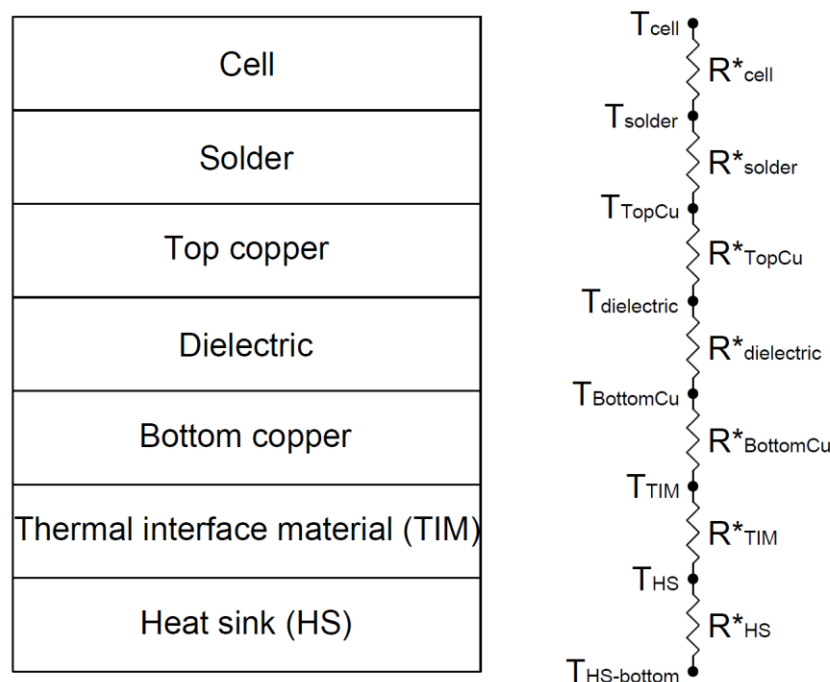 Cell
Solder
Top copper
Dielectric
Bottom copper
Thermal interface material (TIM)
Heat sink (HS)
Tcell
R*cell
Tsolder
R*solder
TTopCu
R*TopCu
Tdielectric
R*dielectric
TBottomCu
R*BottomCu
TTIM
R*TIM
THS
R*HS
THS-bottom